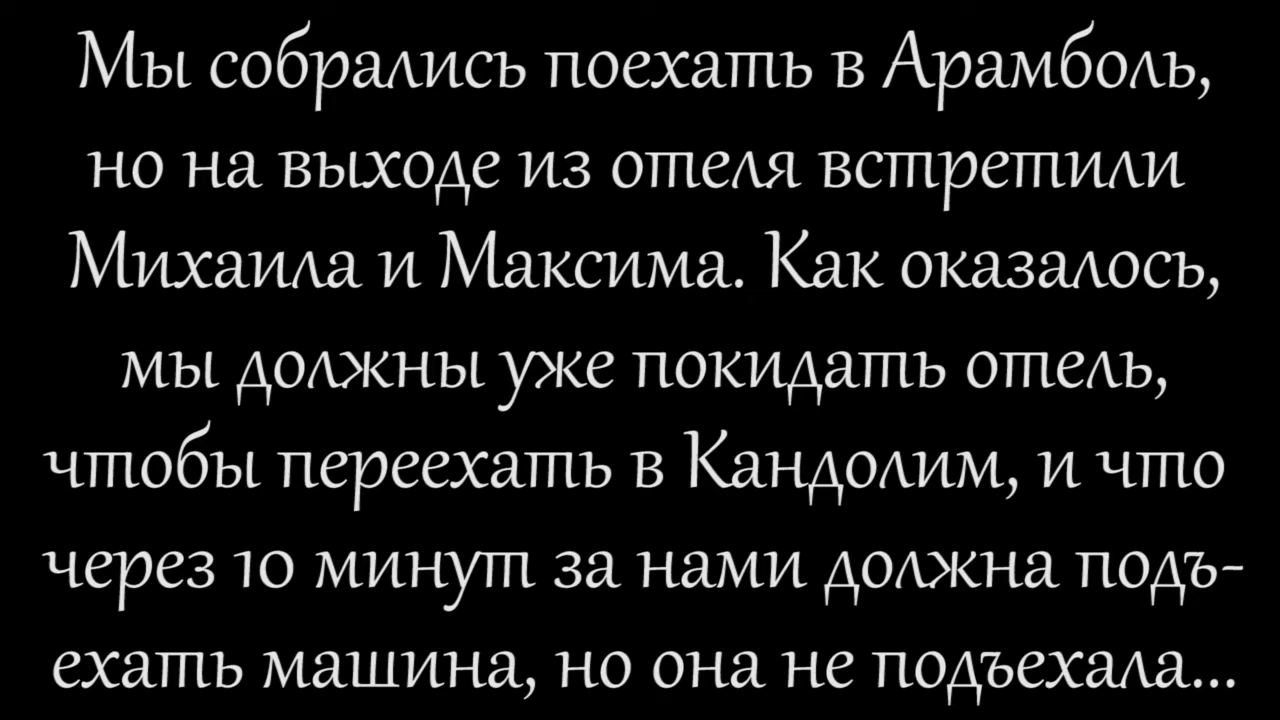 Мы собрались поехать в Арамболь,
но на выходе из отеля встретили
Михаила и Максима. Как оказалось,
мы должны уже покидать отель,
чтобы переехать в Кандолим, и что
через 10 минут за нами должна подъ-
ехать машина, но она не подъехала...